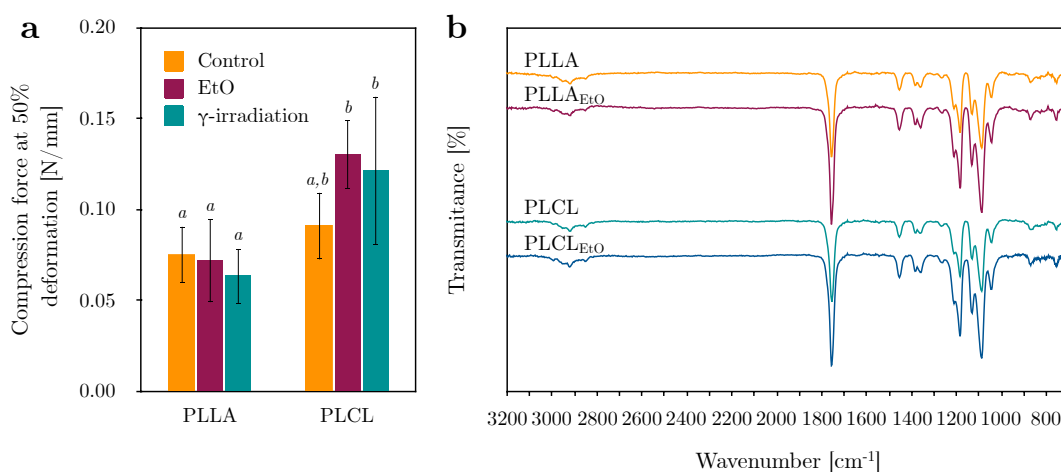 a
Compression force at 50%
deformation [N/mm]
0.20
0.15
0.10
0.05
0.00
Control
EtO
γ-irradiation
a
a
a
a,b
b
b
PLLA
PLCL
b
Transmitance [%]
PLLA
PLLA_EtO
PLCL
PLCL_EtO
3200 3000 2800 2600 2400 2200 2000 1800 1600 1400 1200 1000 800
Wavenumber [cm⁻¹]